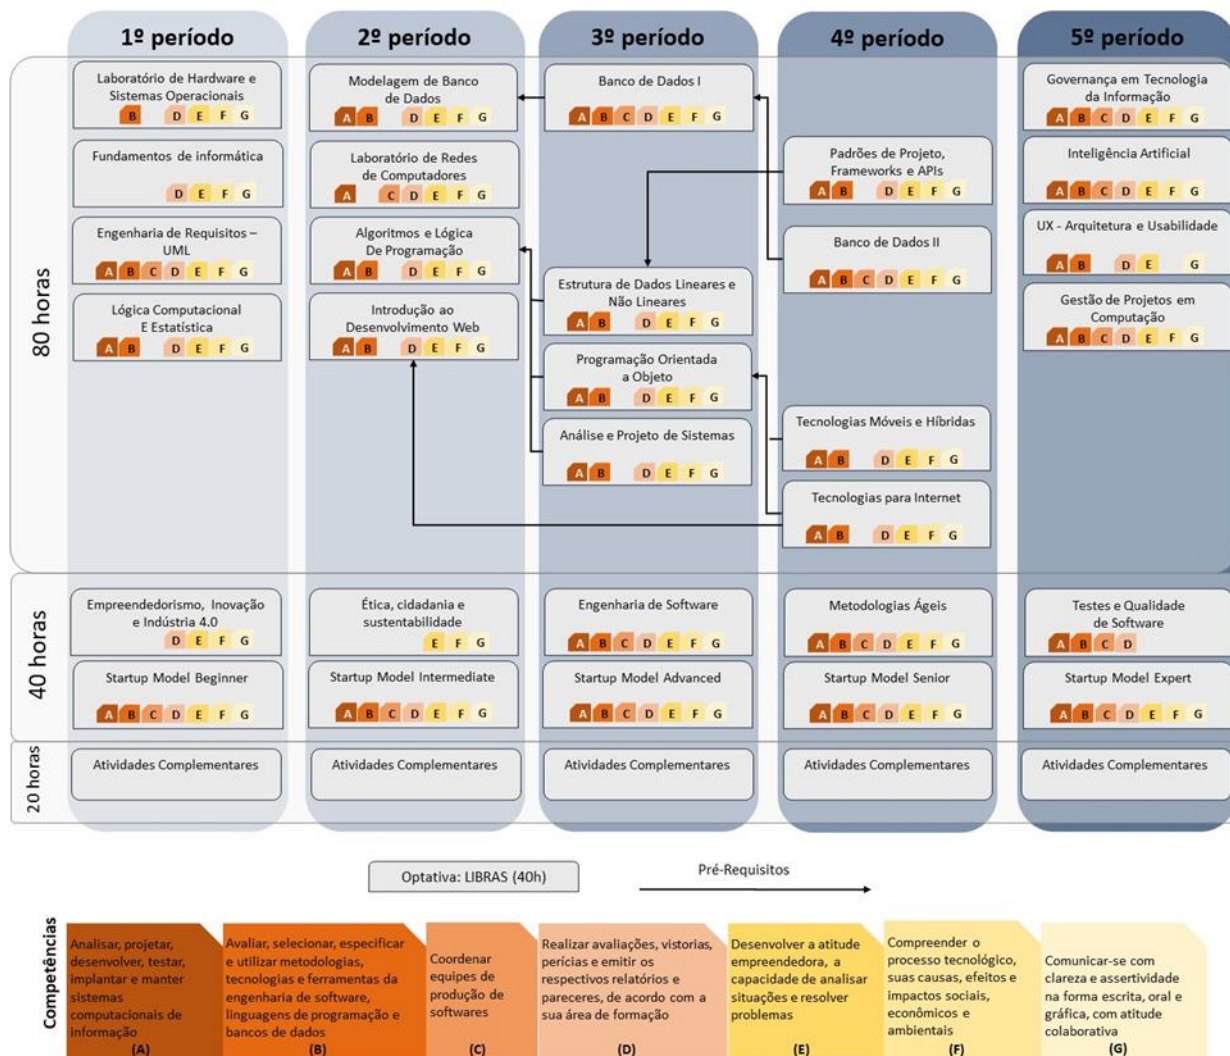 1º período
2º período
3º período
4º período
5º período
80 horas
Laboratório de Hardware e
Sistemas Operacionais
B D E F G
Fundamentos de informática
D E F G
Engenharia de Requisitos –
UML
A B C D E F G
Lógica Computacional
E Estatística
A B D E F G
Modelagem de Banco
de Dados
A B D E F G
Laboratório de Redes
de Computadores
A C D E F G
Algoritmos e Lógica
De Programação
A B D E F G
Introdução ao
Desenvolvimento Web
A B D E F G
Banco de Dados I
A B C D E F G
Estrutura de Dados Lineares e
Não Lineares
A B D E F G
Programação Orientada
a Objeto
A B D E F G
Análise e Projeto de Sistemas
A B D E F G
Padrões de Projeto,
Frameworks e APIs
A B D E F G
Banco de Dados II
A B C D E F G
Tecnologias Móveis e Híbridas
A B D E F G
Tecnologias para Internet
A B D E F G
Governança em Tecnologia
da Informação
A B C D E F G
Inteligência Artificial
A B C D E F G
UX - Arquitetura e Usabilidade
A B D E G
Gestão de Projetos em
Computação
A B C D E F G
40 horas
Empreendedorismo, Inovação
e Indústria 4.0
D E F G
Startup Model Beginner
A B C D E F G
Ética, cidadania e
sustentabilidade
E F G
Startup Model Intermediate
A B C D E F G
Engenharia de Software
A B C D E F G
Startup Model Advanced
A B C D E F G
Metodologias Ágeis
A B C D E F G
Startup Model Senior
A B C D E F G
Testes e Qualidade
de Software
A B C D
Startup Model Expert
A B C D E F G
20 horas
Atividades Complementares
Atividades Complementares
Atividades Complementares
Atividades Complementares
Atividades Complementares
Optativa: LIBRAS (40h)
Pré-Requisitos
Competências
Analisar, projetar,
desenvolver, testar,
implantar e manter
sistemas
computacionais de
informação
(A)
Avaliar, selecionar, especificar
e utilizar metodologias,
tecnologias e ferramentas da
engenharia de software,
linguagens de programação e
bancos de dados
(B)
Coordenar
equipes de
produção de
softwares
(C)
Realizar avaliações, vistorias,
perícias e emitir os
respectivos relatórios e
pareceres, de acordo com a
sua área de formação
(D)
Desenvolver a atitude
empreendedora, a
capacidade de analisar
situações e resolver
problemas
(E)
Compreender o
processo tecnológico,
suas causas, efeitos e
impactos sociais,
econômicos e
ambientais
(F)
Comunicar-se com
clareza e assertividade
na forma escrita, oral e
gráfica, com atitude
colaborativa
(G)